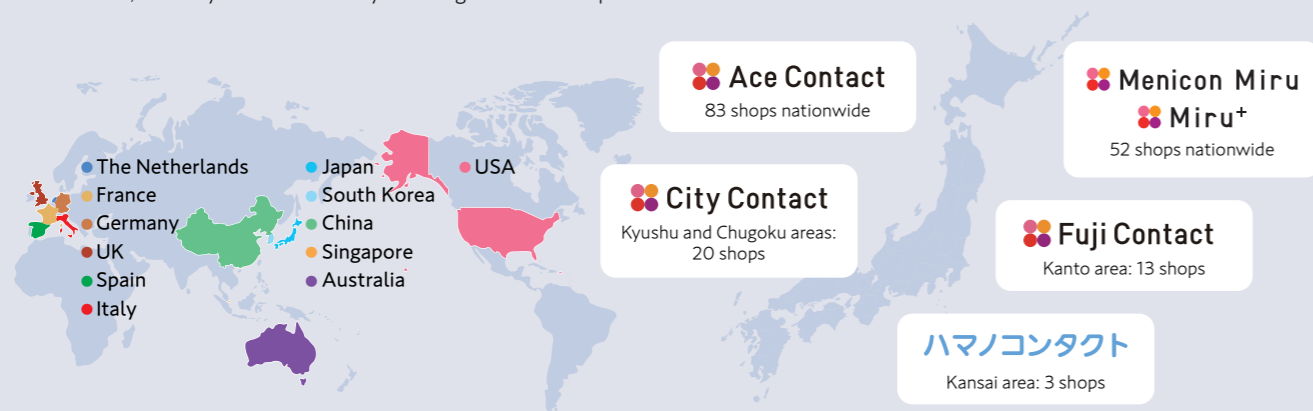 The Netherlands
France
Germany
UK
Spain
Italy
Japan
South Korea
China
Singapore
Australia
USA
Ace Contact
83 shops nationwide
Menicon Miru
Miru+
52 shops nationwide
City Contact
Kyushu and Chugoku areas:
20 shops
Fuji Contact
Kanto area: 13 shops
ハマノコンタクト
Kansai area: 3 shops